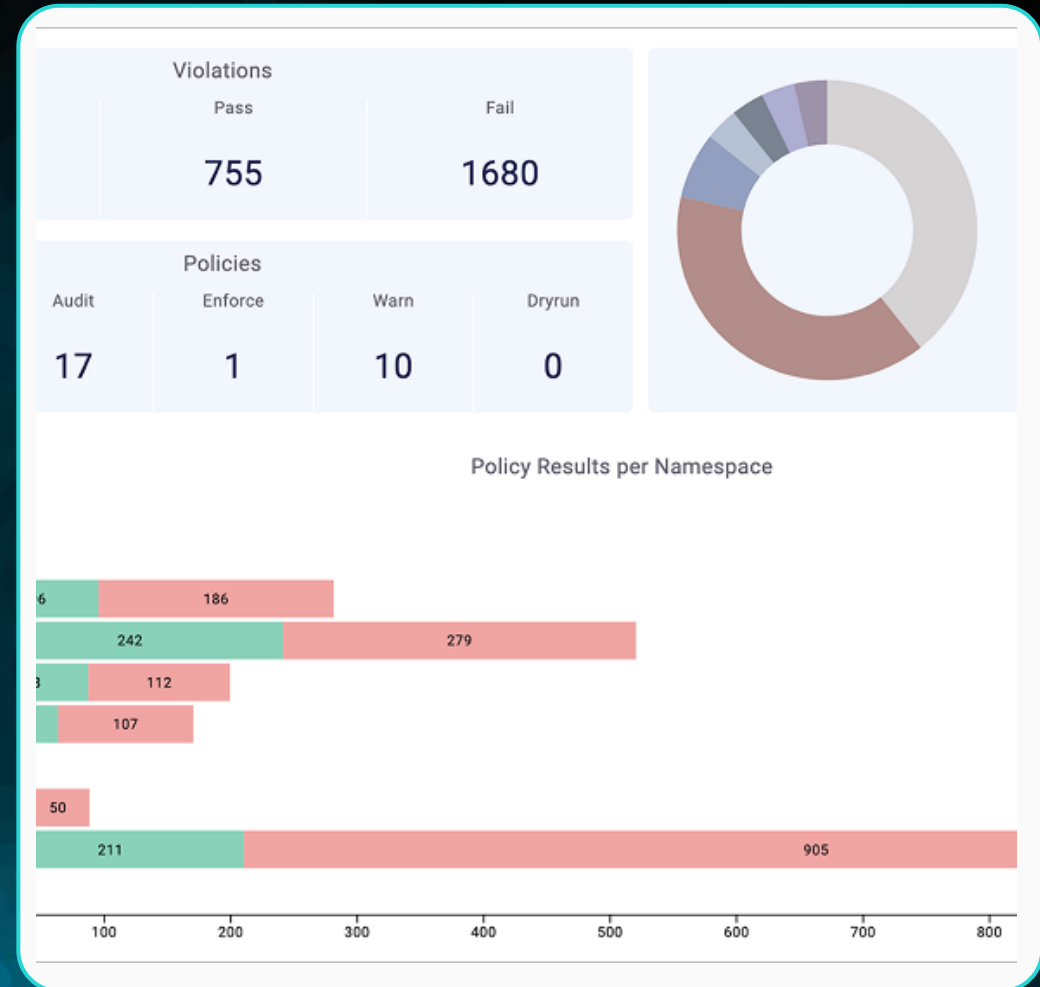 Violations
Pass Fail
755 1680
Policies
Audit Enforce Warn Dryrun
17 1 10 0
Policy Results per Namespace
186
242 279
112
107
50
211 905
100 200 300 400 500 600 700 800